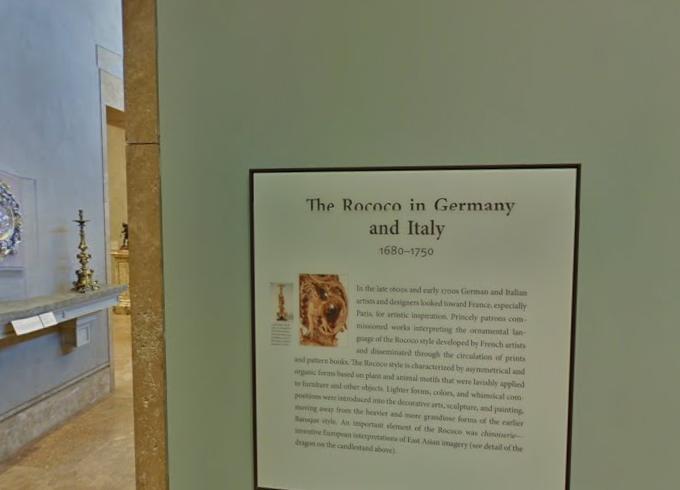 The Rococo in Germany
and Italy
1680–1750
In the late 1600s and early 1700s German and Italian
artists and designers looked toward France, especially
Paris, for artistic inspiration. Princely patrons com-
missioned works interpreting the ornamental lan-
guage of the Rococo style developed by French artists
and disseminated through the circulation of prints
and pattern books. The Rococo style is characterized by asymmetrical and
organic forms based on plant and animal motifs that were lavishly applied
to furniture and other objects. Lighter forms, colors, and whimsical com-
positions were introduced into the decorative arts, sculpture, and painting,
moving away from the heavier and more grandiose forms of the earlier
Baroque style. An important element of the Rococo was chinoiserie—
inventive European interpretations of East Asian imagery (see detail of the
dragon on the candlestand above).